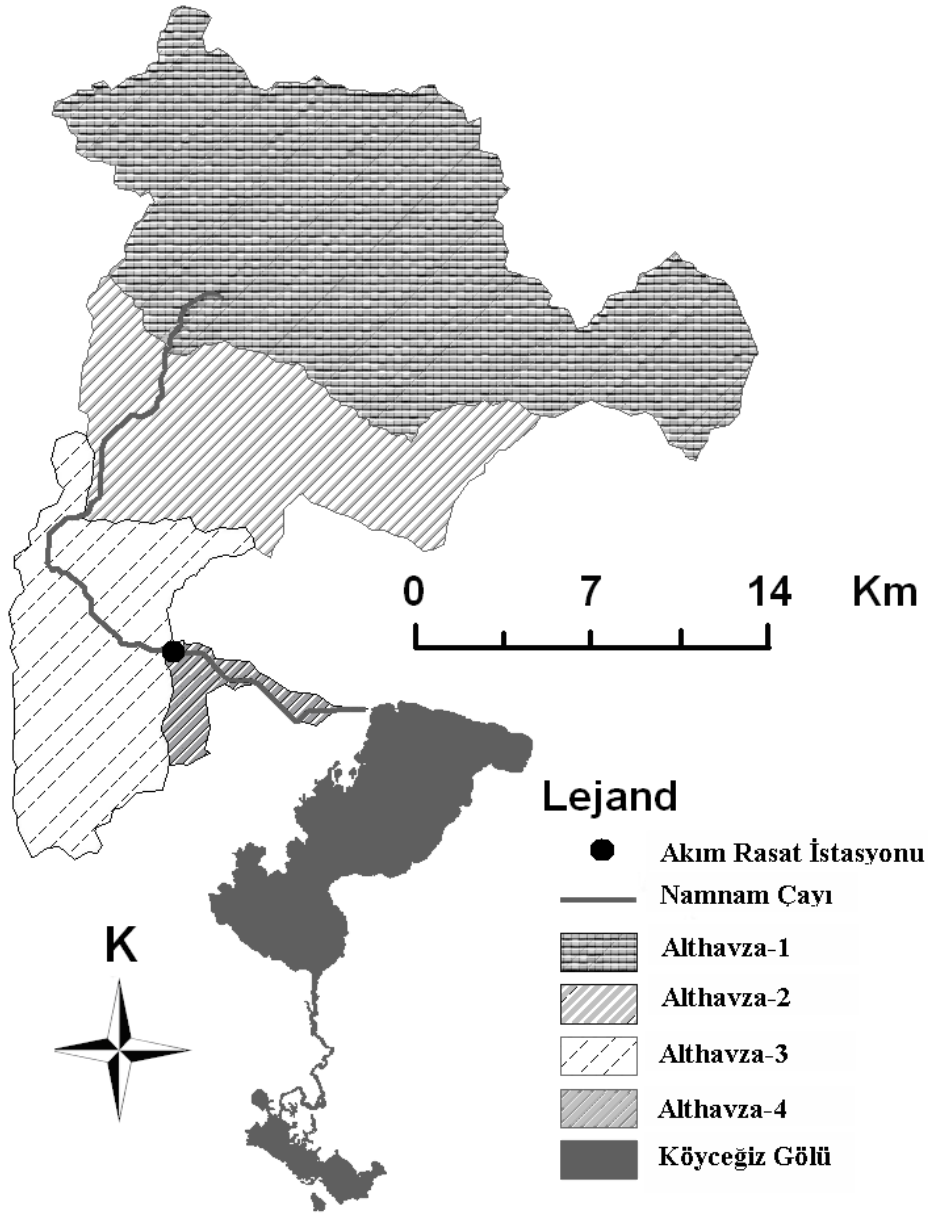 0 7 14 Km
Lejand
Akım Rasat İstasyonu
Namnam Çayı
K
Althavza-1
Althavza-2
Althavza-3
Althavza-4
Köyceğiz Gölü